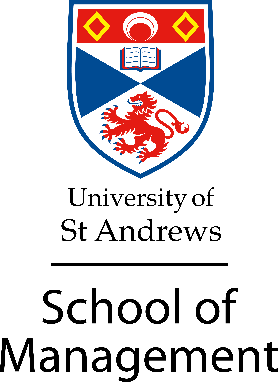 University of
St Andrews
School of
Management